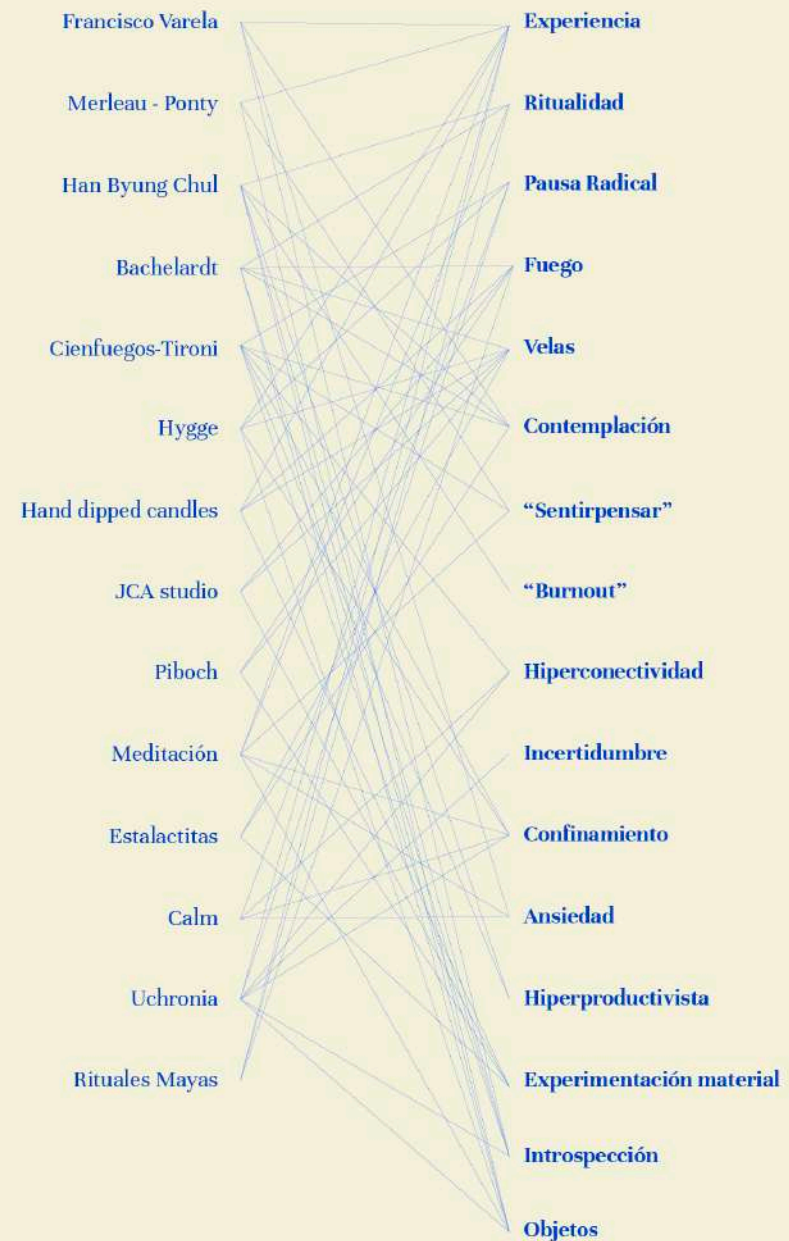 Francisco Varela
Merleau - Ponty
Han Byung Chul
Bachelardt
Cienfuegos-Tironi
Hygge
Hand dipped candles
JCA studio
Piboch
Meditación
Estalactitas
Calm
Uchronia
Rituales Mayas
Experiencia
Ritualidad
Pausa Radical
Fuego
Velas
Contemplación
“Sentirpensar”
“Burnout”
Hiperconectividad
Incertidumbre
Confinamiento
Ansiedad
Hiperproductivista
Experimentación material
Introspección
Objetos